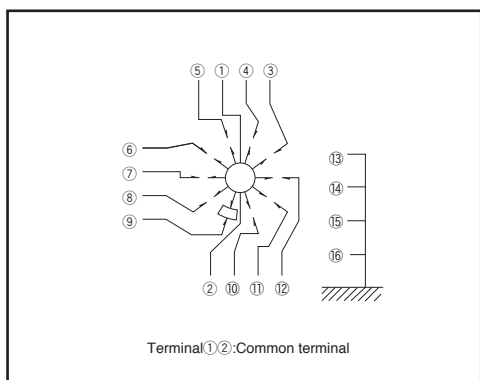 ⑤ ① ④ ③
⑥
⑬
⑦
⑭
⑧
⑮
⑨
⑯
② ⑩ ⑪ ⑫
Terminal①②:Common terminal